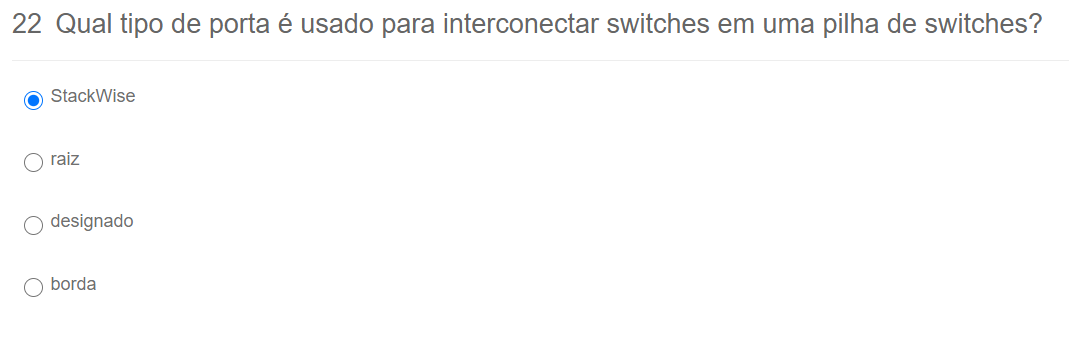 22 Qual tipo de porta é usado para interconectar switches em uma pilha de switches?
StackWise
raiz
designado
borda